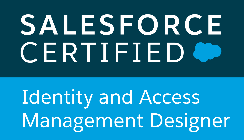 SALESFORCE
CERTIFIED
Identity and Access
Management Designer